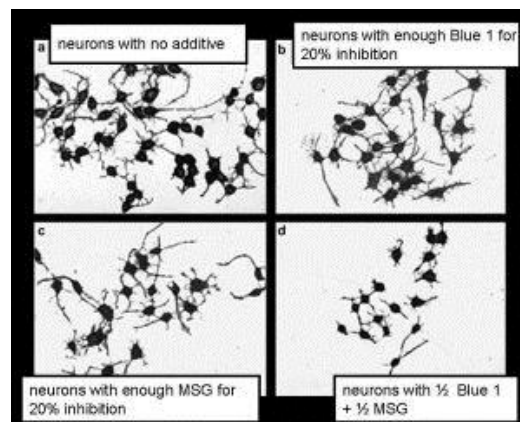 a
neurons with no additive
b
neurons with enough Blue 1 for
20% inhibition
c
neurons with enough MSG for
20% inhibition
d
neurons with ½ Blue 1
+ ½ MSG